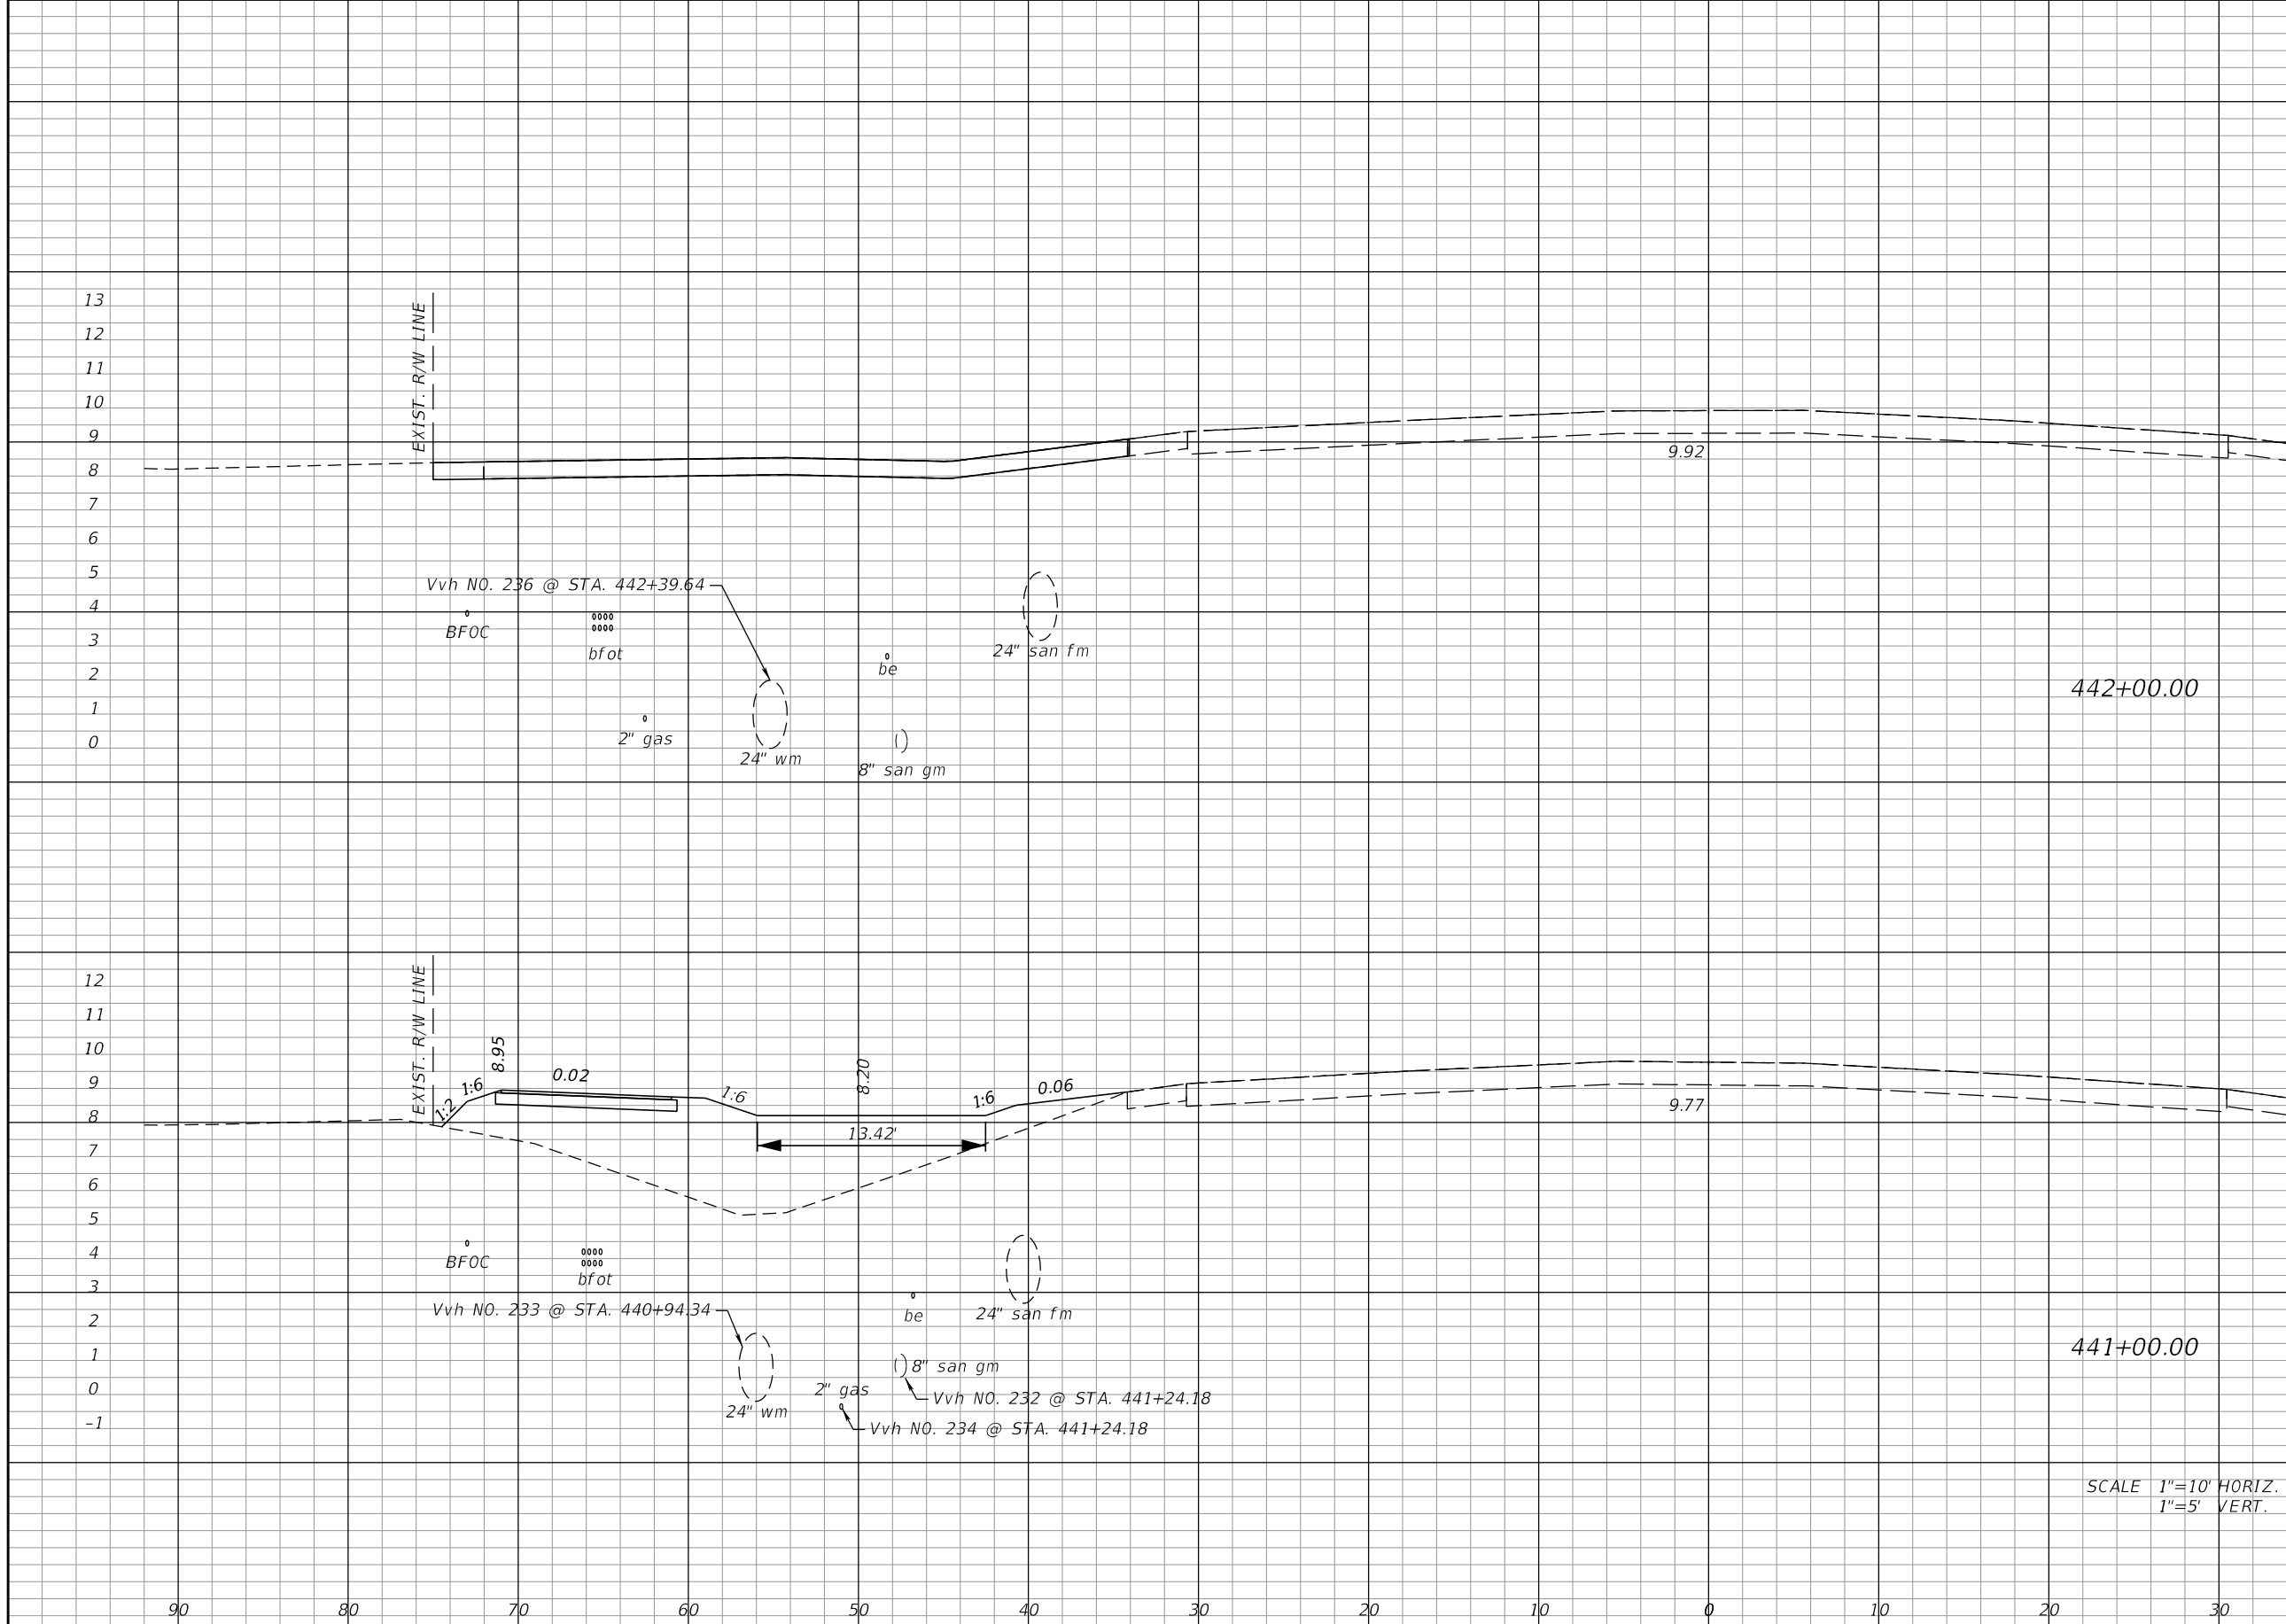 13
12
11
10
9
8
7
6
5
4
3
2
1
0
EXIST. R/W LINE
9.92
Vvh NO. 236 @ STA. 442+39.64
BFOC
bfot
be
24" san fm
2" gas
24" wm
8" san gm
442+00.00
12
11
10
9
8
7
6
5
4
3
2
1
0
-1
EXIST. R/W LINE
1:2
1:6
8.95
0.02
1:6
8.20
1:6
0.06
13.42'
9.77
BFOC
bfot
be
24" san fm
Vvh NO. 233 @ STA. 440+94.34
24" wm
2" gas
8" san gm
Vvh NO. 232 @ STA. 441+24.18
Vvh NO. 234 @ STA. 441+24.18
441+00.00
SCALE 1"=10' HORIZ.
1"=5' VERT.
90 80 70 60 50 40 30 20 10 0 10 20 30